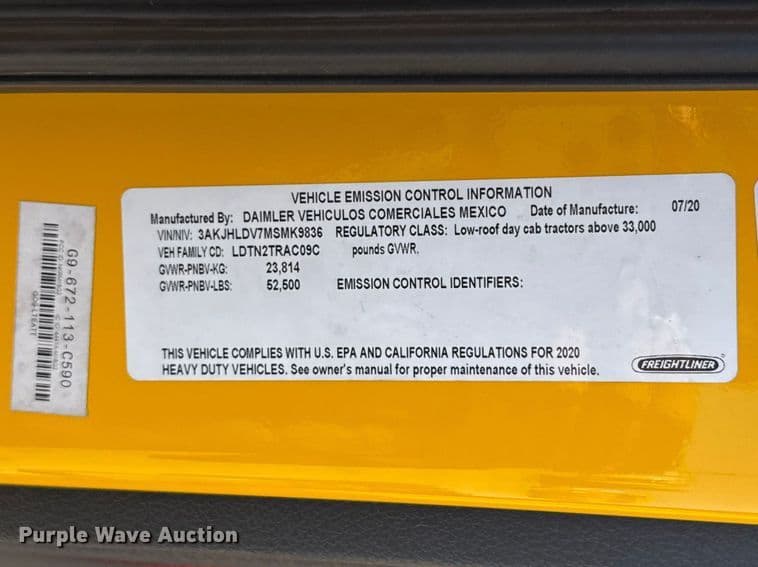 VEHICLE EMISSION CONTROL INFORMATION
Manufactured By: DAIMLER VEHICULOS COMERCIALES MEXICO Date of Manufacture: 07/20
VIN/NIV: 3AKJHLDV7MSMK9836 REGULATORY CLASS: Low-roof day cab tractors above 33,000
VEH FAMILY CD: LDTN2TRAC09C pounds GVWR.
GVWR-PNBV-KG: 23,814
GVWR-PNBV-LBS: 52,500 EMISSION CONTROL IDENTIFIERS:
THIS VEHICLE COMPLIES WITH U.S. EPA AND CALIFORNIA REGULATIONS FOR 2020
HEAVY DUTY VEHICLES. See owner's manual for proper maintenance of this vehicle.
FREIGHTLINER
G9-672-113-C590
Purple Wave Auction